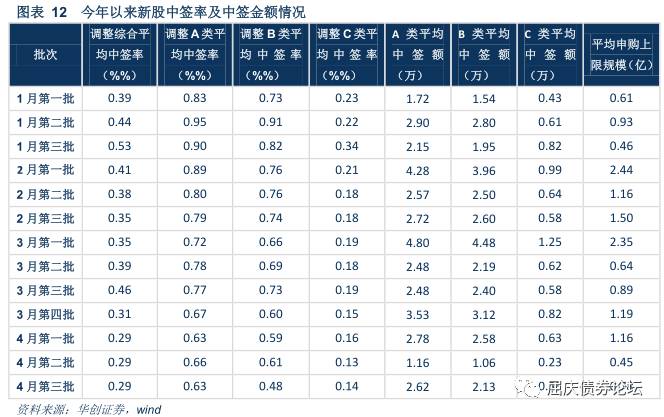 图表 12 今年以来新股中签率及中签金额情况
批次 调整综合平均中签率（%%） 调整A类平均中签率（%%） 调整B类平均中签率（%%） 调整C类平均中签率（%%） A 类平均中签额（万） B 类平均中签额（万） C 类平均中签额（万） 平均申购上限规模（亿）
1月第一批 0.39 0.83 0.73 0.23 1.72 1.54 0.43 0.61
1月第二批 0.44 0.95 0.91 0.22 2.90 2.80 0.61 0.93
1月第三批 0.53 0.90 0.82 0.34 2.15 1.95 0.82 0.46
2月第一批 0.41 0.89 0.76 0.21 4.28 3.96 0.99 2.44
2月第二批 0.38 0.80 0.76 0.18 2.57 2.50 0.64 1.16
2月第三批 0.35 0.79 0.74 0.18 2.72 2.60 0.58 1.50
3月第一批 0.35 0.72 0.66 0.19 4.80 4.48 1.25 2.35
3月第二批 0.39 0.78 0.69 0.18 2.48 2.19 0.62 0.64
3月第三批 0.46 0.77 0.73 0.19 2.48 2.40 0.58 0.89
3月第四批 0.31 0.67 0.60 0.15 3.53 3.12 0.82 1.19
4月第一批 0.29 0.63 0.59 0.16 2.78 2.58 0.63 1.16
4月第二批 0.29 0.66 0.61 0.13 1.16 1.06 0.23 0.45
4月第三批 0.29 0.63 0.48 0.14 2.62 2.13
屈庆债券论坛
资料来源：华创证券，wind